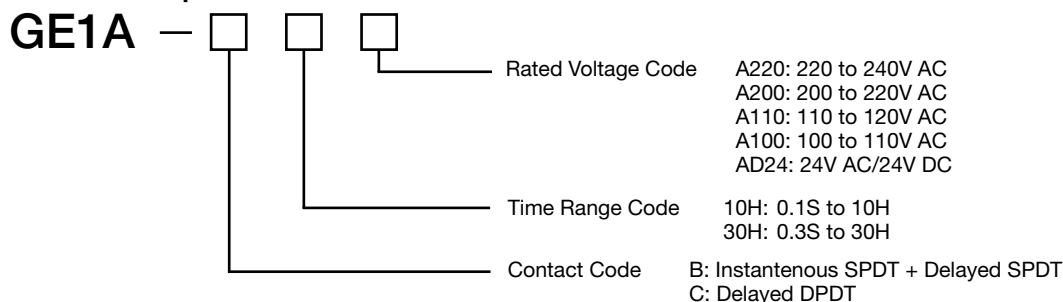 GE1A — □ □ □
Rated Voltage Code A220: 220 to 240V AC
A200: 200 to 220V AC
A110: 110 to 120V AC
A100: 100 to 110V AC
AD24: 24V AC/24V DC
Time Range Code 10H: 0.1S to 10H
30H: 0.3S to 30H
Contact Code B: Instantenous SPDT + Delayed SPDT
C: Delayed DPDT